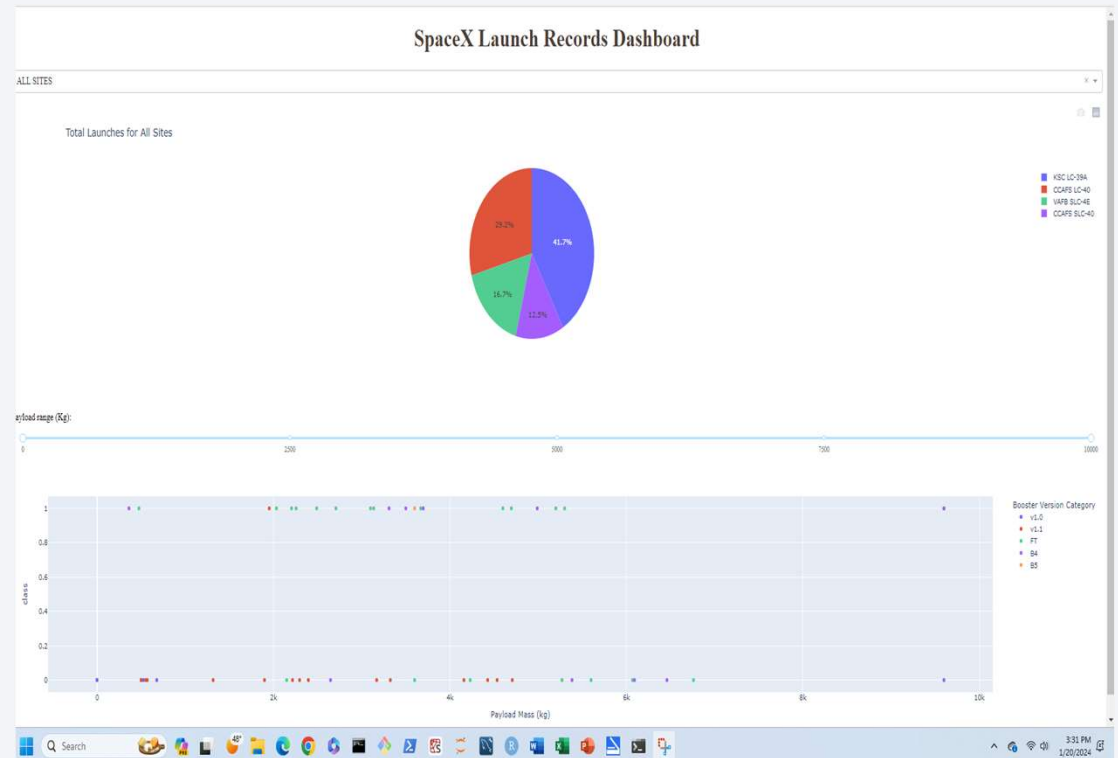 SpaceX Launch Records Dashboard
ALL SITES
× ▾
Total Launches for All Sites
KSC LC-39A
CCAFS LC-40
VAFB SLC-4E
CCAFS SLC-40
29.2%
41.7%
16.7%
12.5%
ayload range (Kg):
0 2500 5000 7500 10000
Booster Version Category
v1.0
v1.1
FT
B4
B5
class
1
0.8
0.6
0.4
0.2
0
0 2k 4k 6k 8k 10k
Payload Mass (kg)
Search
48°
3:31 PM
1/20/2024